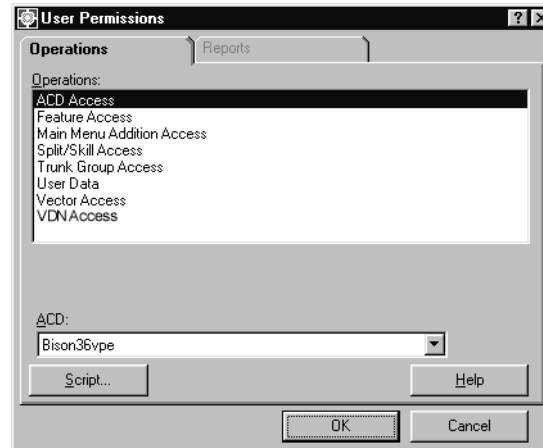 User Permissions
Operations
Reports
Operations:
ACD Access
Feature Access
Main Menu Addition Access
Split/Skill Access
Trunk Group Access
User Data
Vector Access
VDN Access
ACD:
Bison36vpe
Script...
Help
OK
Cancel